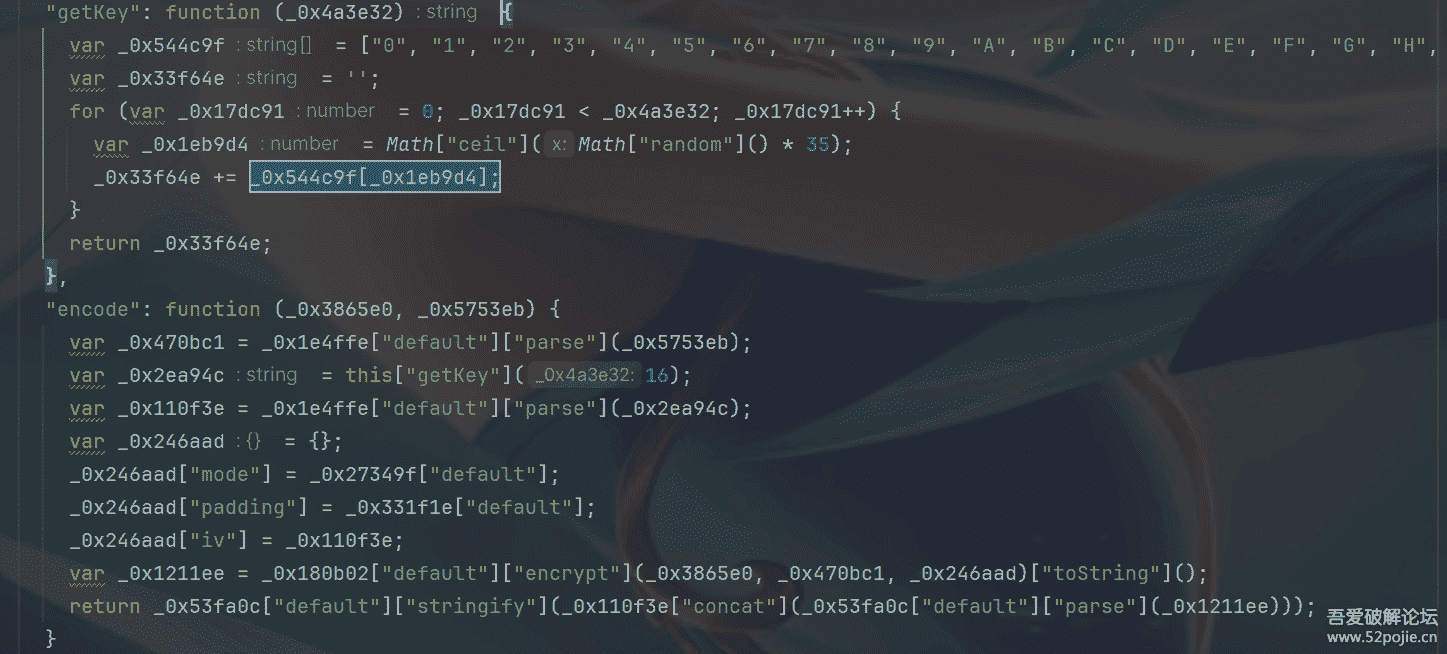 "getKey": function (_0x4a3e32) : string {
var _0x544c9f : string[] = ["0", "1", "2", "3", "4", "5", "6", "7", "8", "9", "A", "B", "C", "D", "E", "F", "G", "H",
var _0x33f64e : string = '';
for (var _0x17dc91 : number = 0; _0x17dc91 < _0x4a3e32; _0x17dc91++) {
var _0x1eb9d4 : number = Math["ceil"]( x: Math["random"]() * 35);
_0x33f64e += _0x544c9f[_0x1eb9d4];
}
return _0x33f64e;
},
"encode": function (_0x3865e0, _0x5753eb) {
var _0x470bc1 = _0x1e4ffe["default"]["parse"](_0x5753eb);
var _0x2ea94c : string = this["getKey"]( _0x4a3e32: 16);
var _0x110f3e = _0x1e4ffe["default"]["parse"](_0x2ea94c);
var _0x246aad : {} = {};
_0x246aad["mode"] = _0x27349f["default"];
_0x246aad["padding"] = _0x331f1e["default"];
_0x246aad["iv"] = _0x110f3e;
var _0x1211ee = _0x180b02["default"]["encrypt"](_0x3865e0, _0x470bc1, _0x246aad)["toString"]();
return _0x53fa0c["default"]["stringify"](_0x110f3e["concat"](_0x53fa0c["default"]["parse"](_0x1211ee)));
}
吾爱破解论坛
www.52pojie.cn